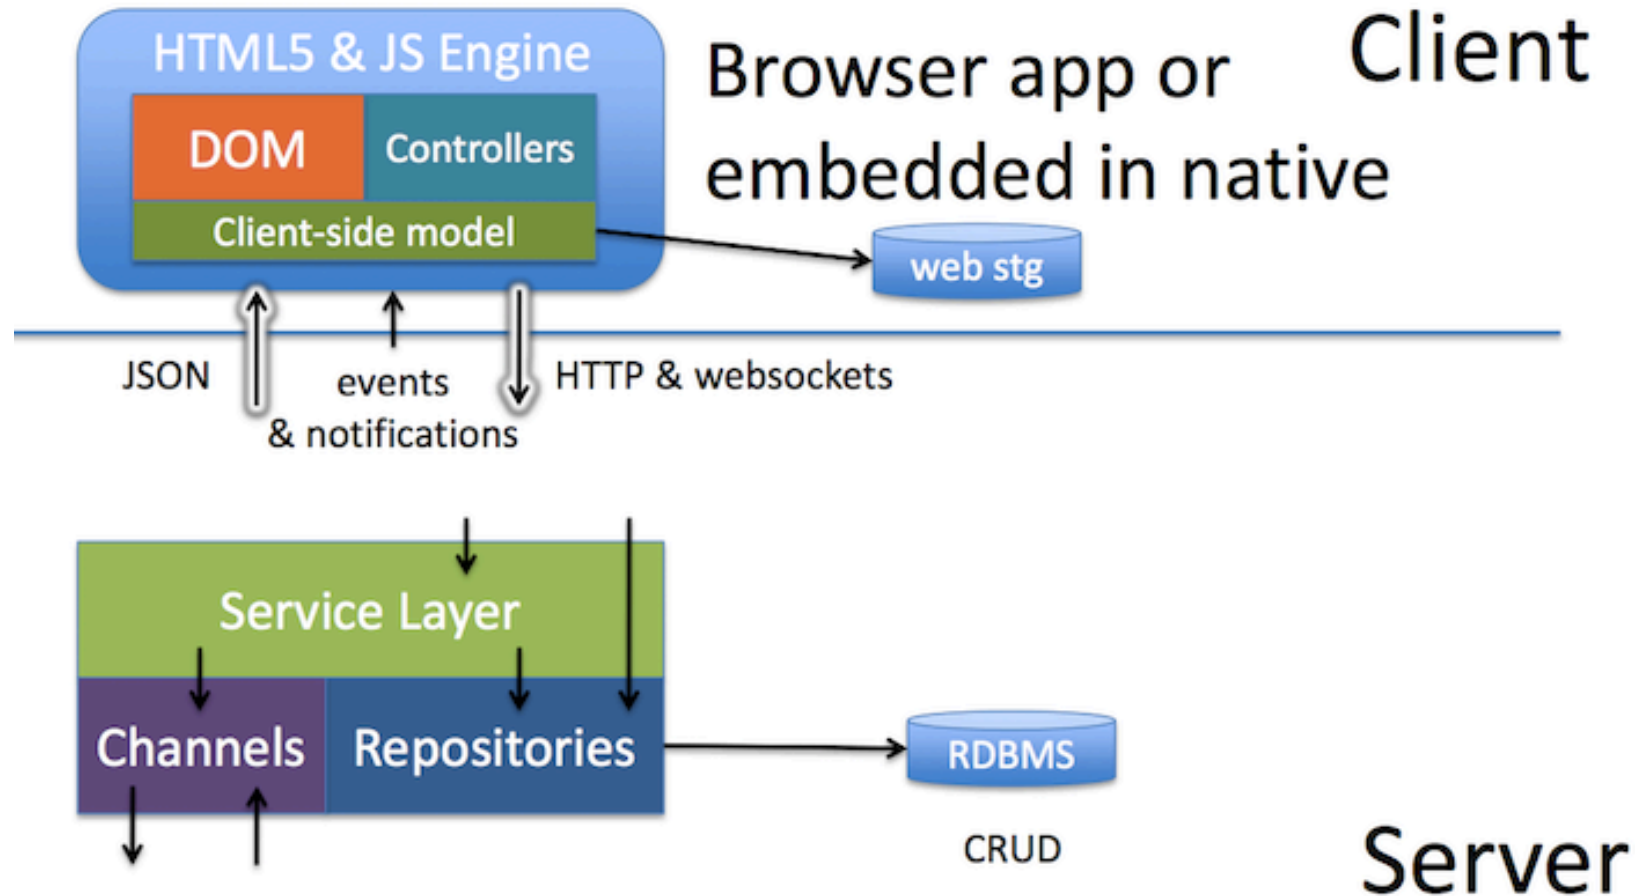 HTML5 & JS Engine
DOM
Controllers
Client-side model
Browser app or
embedded in native
Client
web stg
JSON
events
& notifications
HTTP & websockets
Service Layer
Channels
Repositories
RDBMS
CRUD
Server